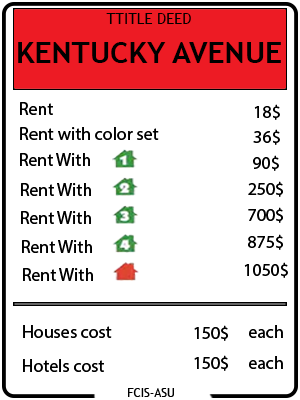 TTITLE DEED
KENTUCKY AVENUE
Rent 18$
Rent with color set 36$
Rent With 1 90$
Rent With 2 250$
Rent With 3 700$
Rent With 4 875$
Rent With 1050$
Houses cost 150$ each
Hotels cost 150$ each
FCIS-ASU